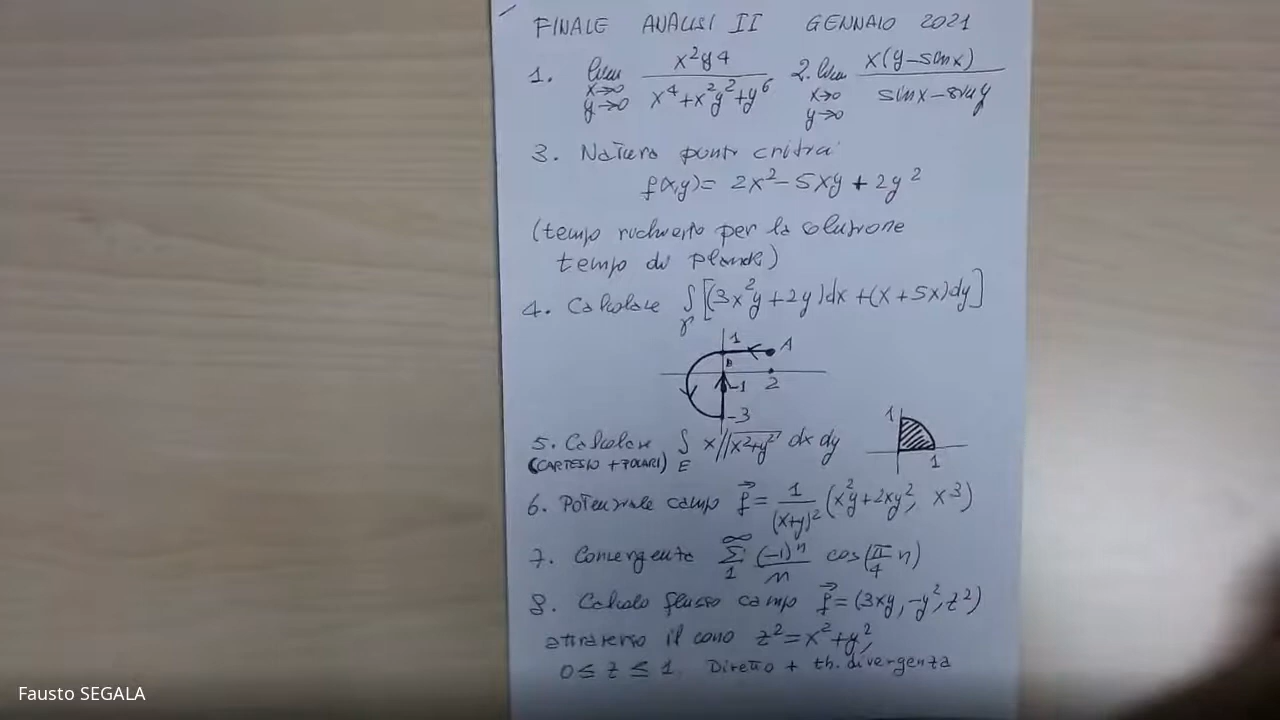 FINALE ANALISI II GENNAIO 2021
1. lim x→0 y→0 x²y⁴ / (x⁴+x²y²+y⁶) 2. lim x→0 y→0 x(y-sinx) / (sinx-siny)
3. Natura punti critici
f(x,y)= 2x²-5xy+2y²
(tempo richiesto per la soluzione
tempo di planck)
4. Calcolare ∫γ [(3x²y+2y)dx+(x+5x)dy]
1 A
B
-1 2
-3
5. Calcolare ∫E x√(x²+y²) dx dy
1
(CARTESIO + POLARI)
1
6. Potenziale campo f⃗ = 1/(x+y)² (x²y+2xy², x³)
7. Convergenza ∑₁^∞ (-1)ⁿ/n cos(π/4 n)
8. Calcolo flusso campo f⃗=(3xy,-y²,z²)
attraverso il cono z²=x²+y²,
0≤z≤1. Diretto + th. divergenza
Fausto SEGALA